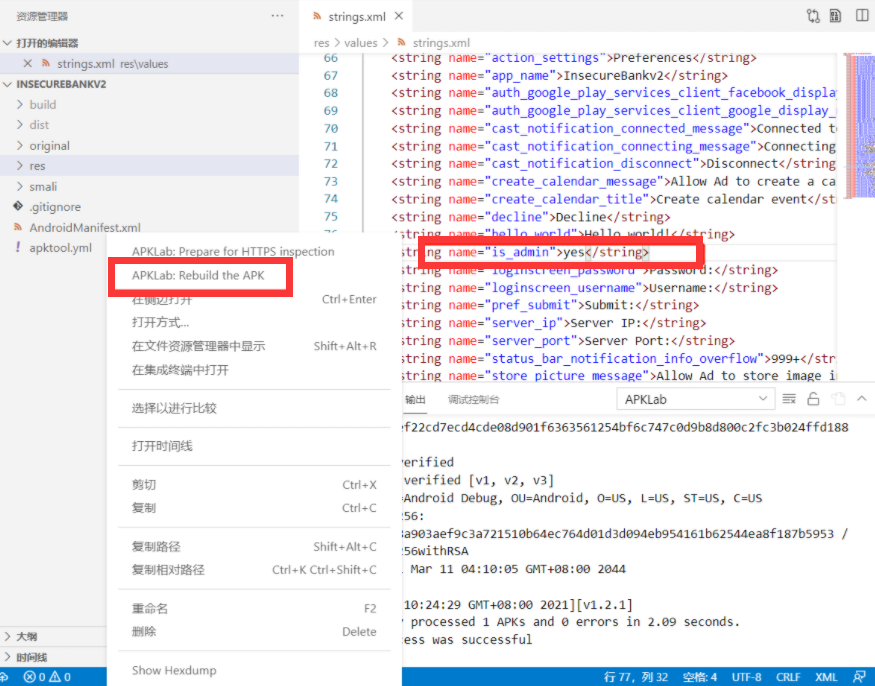 资源管理器
打开的编辑器
strings.xml res\values
INSECUREBANKV2
build
dist
original
res
smali
.gitignore
AndroidManifest.xml
apktool.yml
大纲
时间线
0 0
APKLab: Prepare for HTTPS inspection
APKLab: Rebuild the APK
在侧边打开 Ctrl+Enter
打开方式...
在文件资源管理器中显示 Shift+Alt+R
在集成终端中打开
选择以进行比较
打开时间线
剪切 Ctrl+X
复制 Ctrl+C
复制路径 Shift+Alt+C
复制相对路径 Ctrl+K Ctrl+Shift+C
重命名 F2
删除 Delete
Show Hexdump
strings.xml
res > values > strings.xml
66 <string name="action_settings">Preferences</string>
67 <string name="app_name">InsecureBankv2</string>
68 <string name="auth_google_play_services_client_facebook_displa
69 <string name="auth_google_play_services_client_google_display_
70 <string name="cast_notification_connected_message">Connected to
71 <string name="cast_notification_connecting_message">Connecting
72 <string name="cast_notification_disconnect">Disconnect</string
73 <string name="create_calendar_message">Allow Ad to create a ca
74 <string name="create_calendar_title">Create calendar event</st
75 <string name="decline">Decline</string>
string name="hello_world">Hello world!</string>
ring name="is_admin">yes</string>
string name="loginscreen_password">Password:</string>
string name="loginscreen_username">Username:</string>
string name="pref_submit">Submit:</string>
string name="server_ip">Server IP:</string>
string name="server_port">Server Port:</string>
string name="status_bar_notification_info_overflow">999+</stri
string name="store_picture_message">Allow Ad to store image i
输出 调试控制台 APKLab
ef22cd7ecd4cde08d901f6363561254bf6c747c0d9b8d800c2fc3b024ffd188
verified
verified [v1, v2, v3]
=Android Debug, OU=Android, O=US, L=US, ST=US, C=US
256:
8a903aef9c3a721510b64ec764d01d3d094eb954161b62544ea8f187b5953 /
256withRSA
Mar 11 04:10:05 GMT+08:00 2044
10:24:29 GMT+08:00 2021][v1.2.1]
y processed 1 APKs and 0 errors in 2.09 seconds.
cess was successful
行 77, 列 32 空格: 4 UTF-8 CRLF XML